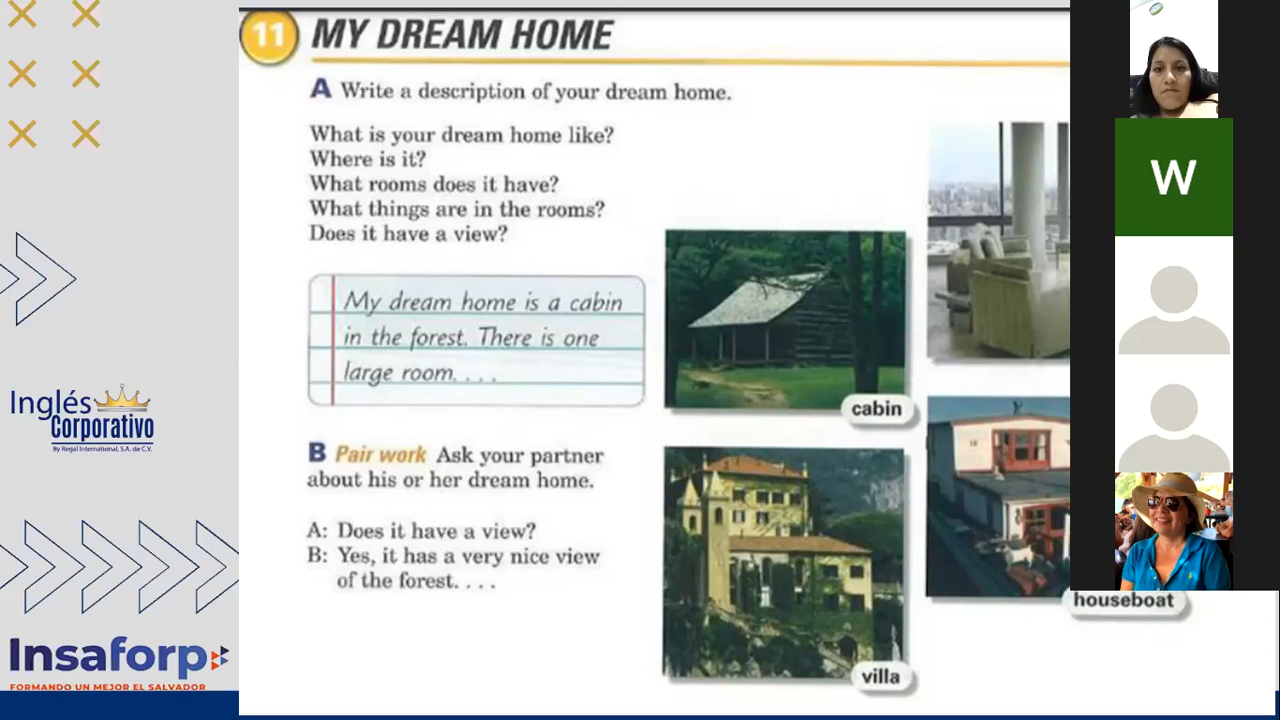 11 MY DREAM HOME
A Write a description of your dream home.
What is your dream home like?
Where is it?
What rooms does it have?
What things are in the rooms?
Does it have a view?
My dream home is a cabin
in the forest. There is one
large room. . . .
cabin
B Pair work Ask your partner
about his or her dream home.
A: Does it have a view?
B: Yes, it has a very nice view
of the forest. . . .
villa
houseboat
W
Inglés
Corporativo
By Regal International, S.A. de C.V.
Insaforp
FORMANDO UN MEJOR EL SALVADOR